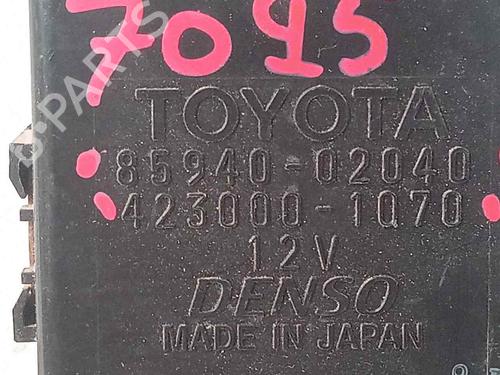 7095
TOYOTA
85940-02040
423000-1070
12V
DENSO
MADE IN JAPAN